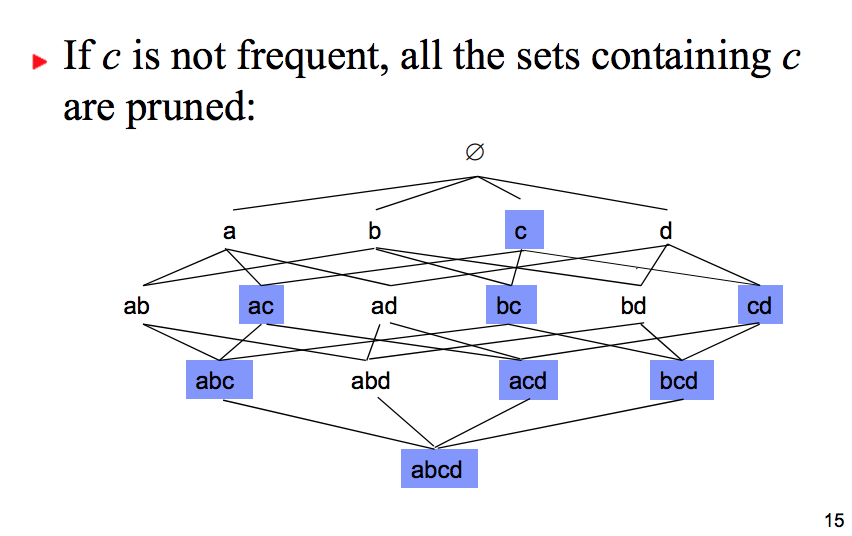 If c is not frequent, all the sets containing c
are pruned:
∅
a b c d
ab ac ad bc bd cd
abc abd acd bcd
abcd
15